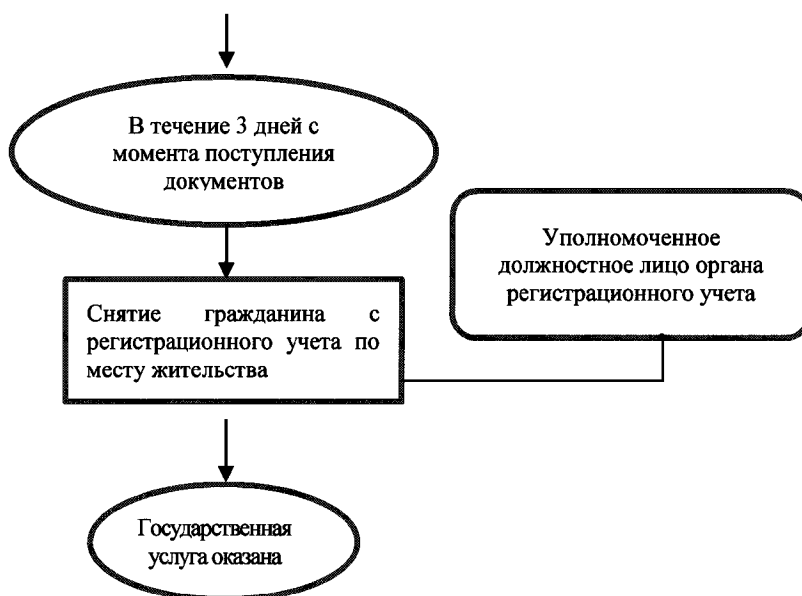 В течение 3 дней с
момента поступления
документов
Уполномоченное
должностное лицо органа
регистрационного учета
Снятие гражданина с
регистрационного учета по
месту жительства
Государственная
услуга оказана